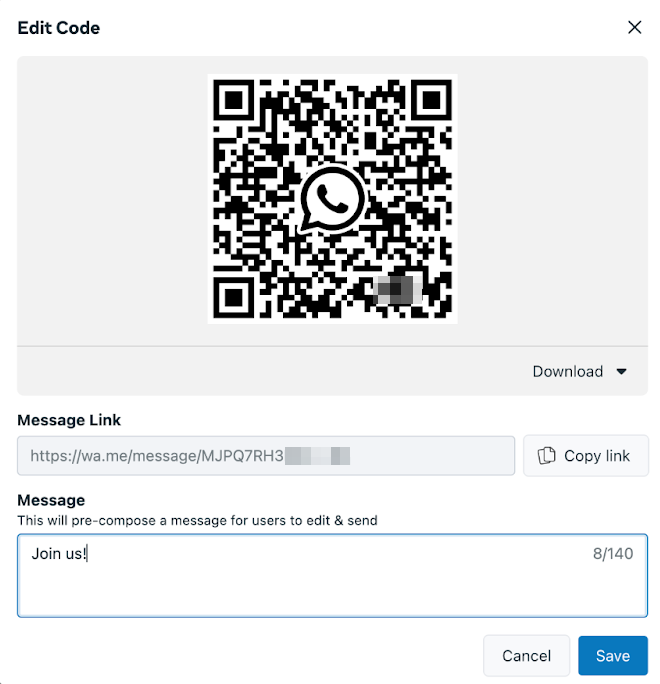 Edit Code
Download
Message Link
https://wa.me/message/MJPQ7RH3
Copy link
Message
This will pre-compose a message for users to edit & send
Join us!
8/140
Cancel
Save